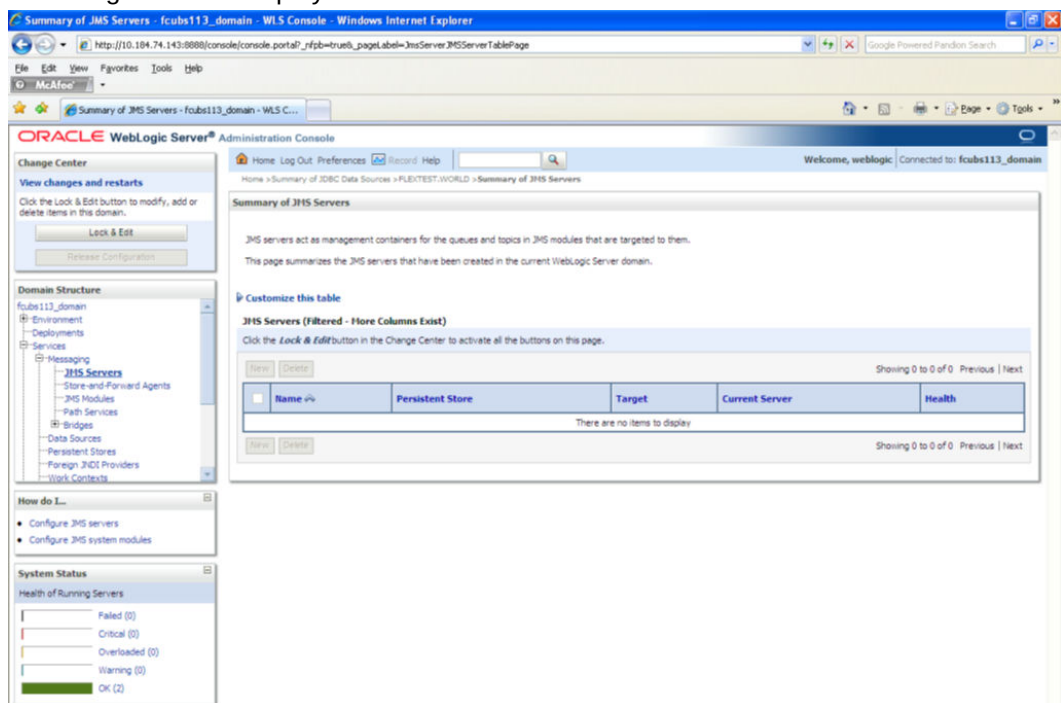 Summary of JMS Servers - fcubs113_domain - WLS Console - Windows Internet Explorer
http://10.184.74.143:8888/console/console.portal?_nfpb=true&_pageLabel=JmsServerJMSServerTablePage
Google Powered Pandion Search
File Edit View Favorites Tools Help
McAfee
Summary of JMS Servers - fcubs113_domain - WLS C...
Page Tools
ORACLE WebLogic Server® Administration Console
Change Center
View changes and restarts
Click the Lock & Edit button to modify, add or
delete items in this domain.
Lock & Edit
Release Configuration
Domain Structure
fcubs113_domain
Environment
Deployments
Services
Messaging
JMS Servers
Store-and-Forward Agents
JMS Modules
Path Services
Bridges
Data Sources
Persistent Stores
Foreign JNDI Providers
Work Contexts
How do I...
Configure JMS servers
Configure JMS system modules
System Status
Health of Running Servers
Failed (0)
Critical (0)
Overloaded (0)
Warning (0)
OK (2)
Home Log Out Preferences Record Help
Welcome, weblogic Connected to: fcubs113_domain
Home >Summary of JDBC Data Sources >FLEXTEST.WORLD >Summary of JMS Servers
Summary of JMS Servers
JMS servers act as management containers for the queues and topics in JMS modules that are targeted to them.
This page summarizes the JMS servers that have been created in the current WebLogic Server domain.
Customize this table
JMS Servers (Filtered - More Columns Exist)
Click the Lock & Edit button in the Change Center to activate all the buttons on this page.
New Delete Showing 0 to 0 of 0 Previous | Next
Name Persistent Store Target Current Server Health
There are no items to display
New Delete Showing 0 to 0 of 0 Previous | Next